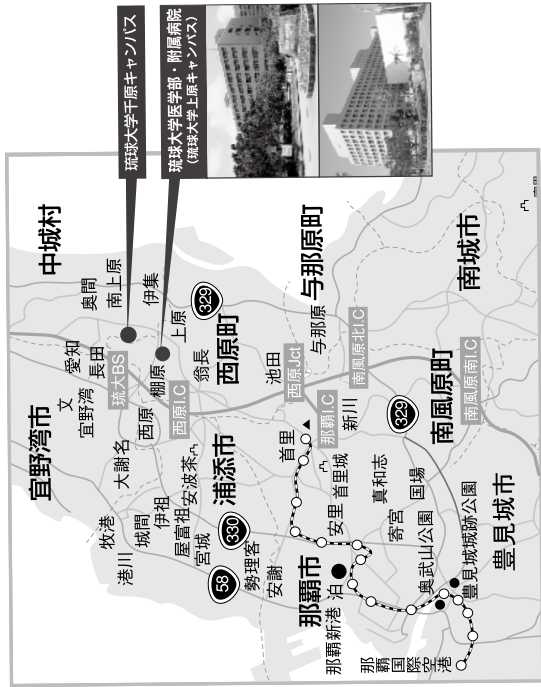 琉球大学千原キャンパス
琉球大学医学部・附属病院
(琉球大学上原キャンパス)
中城村
奥間
南上原
伊集
上原
329
愛知
長田
琉大BS
棚原
翁長
西原町
文
宜野湾
西原
西原I.C
宜野湾市
大謝名
安波茶
浦添市
牧港
港川
城間
伊祖
屋富祖
宮城
330
58
勢理客
安謝
与那原町
与那原
池田
西原Jct
南風原北I.C
那覇I.C
新川
首里
首里城
安里
真和志
329
南風原町
南風原南I.C
南城市
国場
寄宮
奥武山公園
豊見城城跡公園
豊見城市
那覇市
泊
那覇新港
那覇国際空港